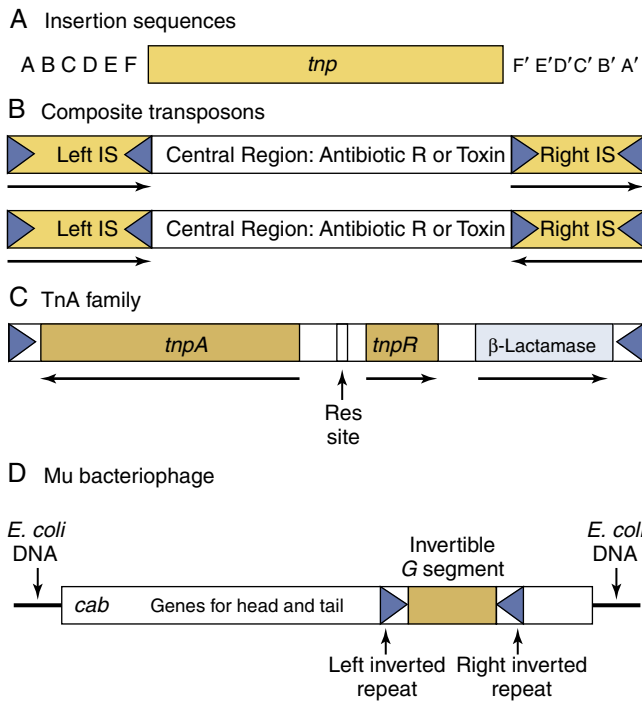 A Insertion sequences
A B C D E F tnp F′ E′D′C′ B′ A′
B Composite transposons
Left IS Central Region: Antibiotic R or Toxin Right IS
Left IS Central Region: Antibiotic R or Toxin Right IS
C TnA family
tnpA tnpR β-Lactamase
Res
site
D Mu bacteriophage
E. coli
DNA
Invertible
G segment
E. coli
DNA
cab Genes for head and tail
Left inverted
repeat
Right inverted
repeat